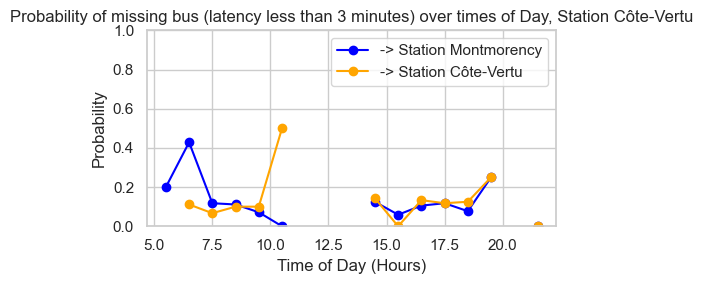 Probability of missing bus (latency less than 3 minutes) over times of Day, Station Côte-Vertu
1.0
-> Station Montmorency
0.8
-> Station Côte-Vertu
Probability
0.6
0.4
0.2
0.0
5.0 7.5 10.0 12.5 15.0 17.5 20.0
Time of Day (Hours)